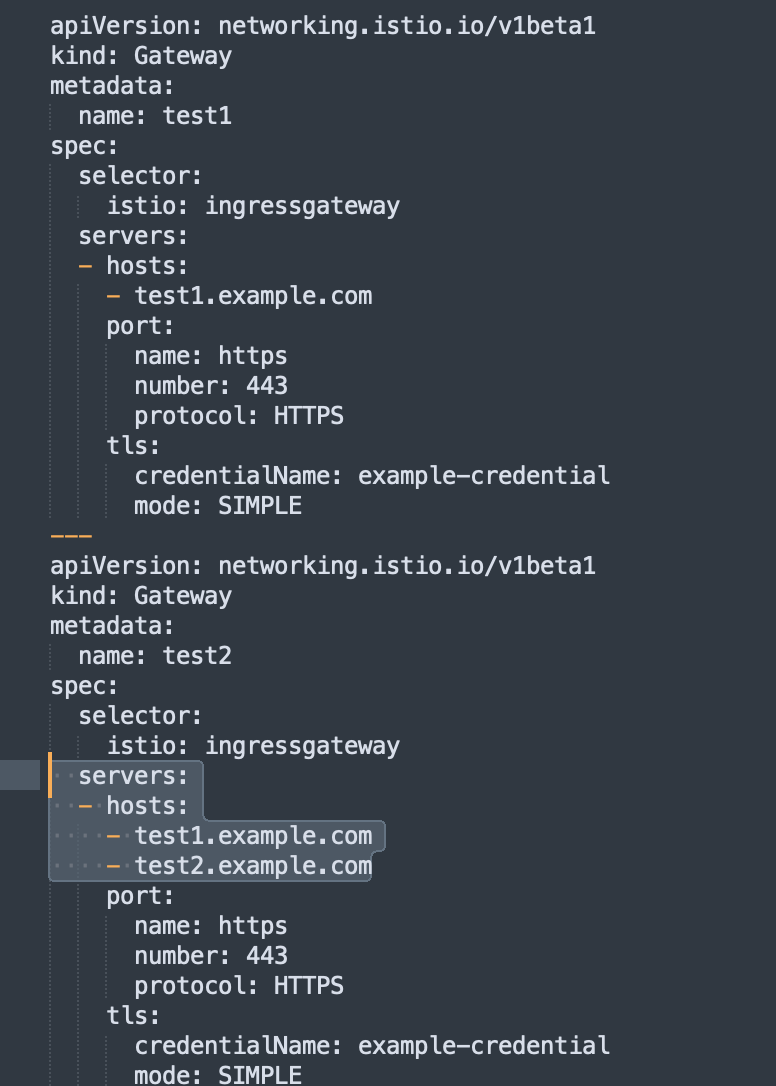 apiVersion: networking.istio.io/v1beta1
kind: Gateway
metadata:
  name: test1
spec:
  selector:
    istio: ingressgateway
  servers:
  - hosts:
    - test1.example.com
    port:
      name: https
      number: 443
      protocol: HTTPS
    tls:
      credentialName: example-credential
      mode: SIMPLE
---
apiVersion: networking.istio.io/v1beta1
kind: Gateway
metadata:
  name: test2
spec:
  selector:
    istio: ingressgateway
  servers:
  - hosts:
    - test1.example.com
    - test2.example.com
    port:
      name: https
      number: 443
      protocol: HTTPS
    tls:
      credentialName: example-credential
      mode: SIMPLE